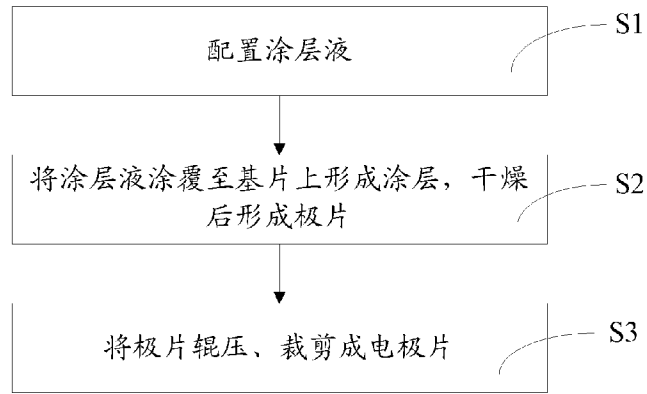 配置涂层液
S1
将涂层液涂覆至基片上形成涂层，干燥
后形成极片
S2
将极片辊压、裁剪成电极片
S3